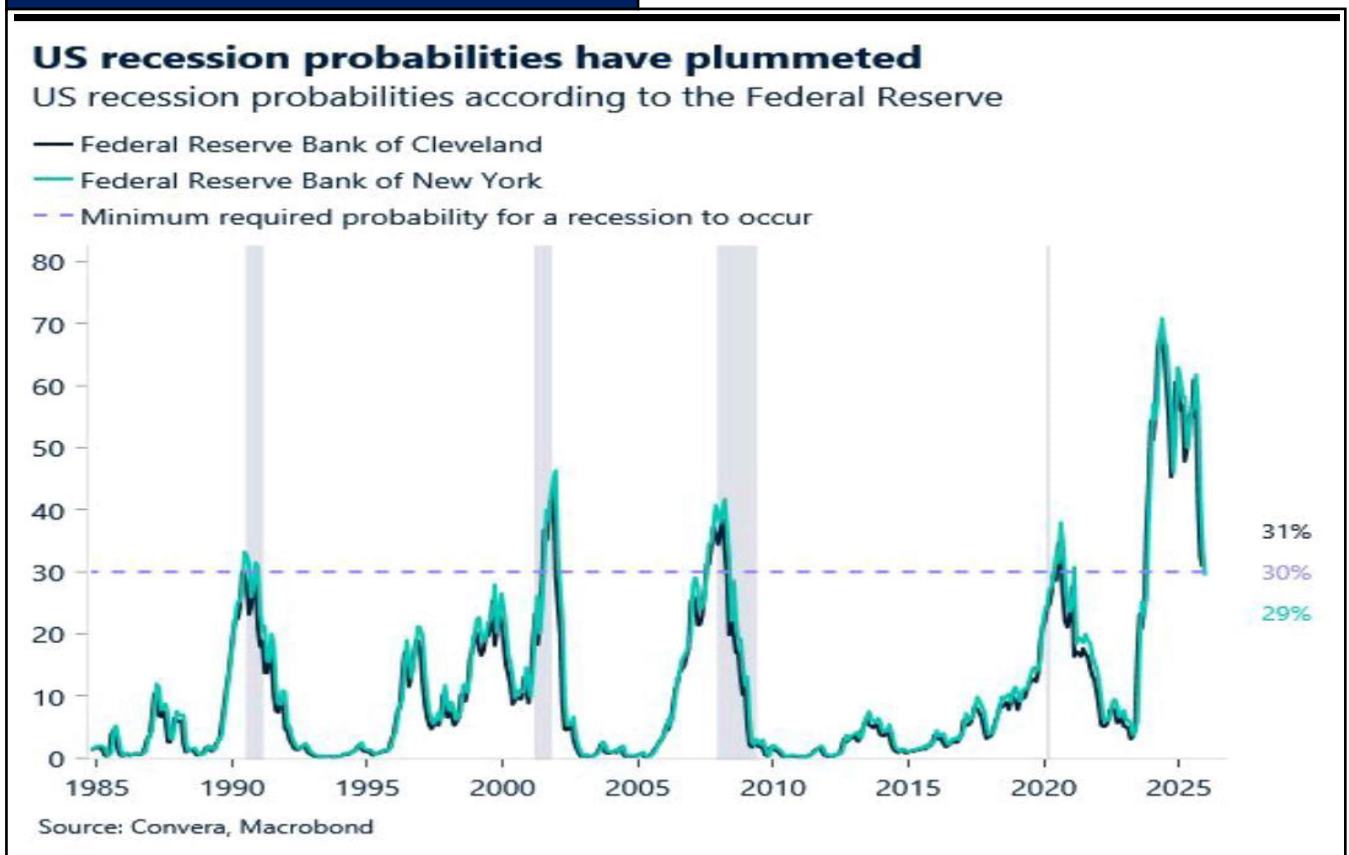 US recession probabilities have plummeted
US recession probabilities according to the Federal Reserve
Federal Reserve Bank of Cleveland
Federal Reserve Bank of New York
Minimum required probability for a recession to occur
80
70
60
50
40
30
20
10
0
31%
30%
29%
1985 1990 1995 2000 2005 2010 2015 2020 2025
Source: Convera, Macrobond